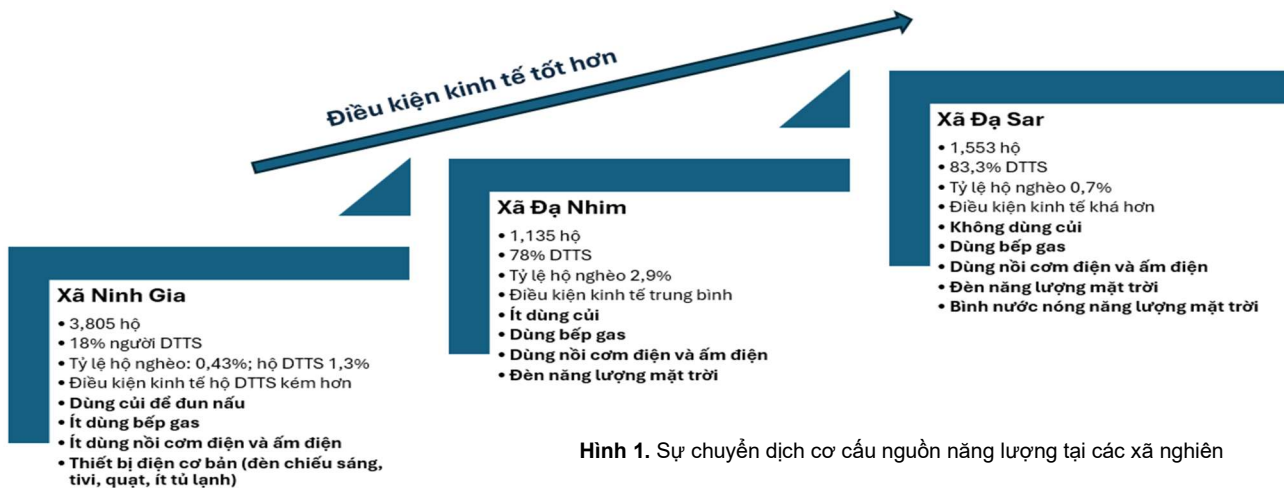 Điều kiện kinh tế tốt hơn
Xã Ninh Gia
• 3,805 hộ
• 18% người DTTS
• Tỷ lệ hộ nghèo: 0,43%; hộ DTTS 1,3%
• Điều kiện kinh tế hộ DTTS kém hơn
• Dùng củi để đun nấu
• Ít dùng bếp gas
• Ít dùng nồi cơm điện và ấm điện
• Thiết bị điện cơ bản (đèn chiếu sáng,
tivi, quạt, ít tủ lạnh)
Xã Đạ Nhim
• 1,135 hộ
• 78% DTTS
• Tỷ lệ hộ nghèo 2,9%
• Điều kiện kinh tế trung bình
• Ít dùng củi
• Dùng bếp gas
• Dùng nồi cơm điện và ấm điện
• Đèn năng lượng mặt trời
Xã Đạ Sar
• 1,553 hộ
• 83,3% DTTS
• Tỷ lệ hộ nghèo 0,7%
• Điều kiện kinh tế khá hơn
• Không dùng củi
• Dùng bếp gas
• Dùng nồi cơm điện và ấm điện
• Đèn năng lượng mặt trời
• Bình nước nóng năng lượng mặt trời
Hình 1. Sự chuyển dịch cơ cấu nguồn năng lượng tại các xã nghiên